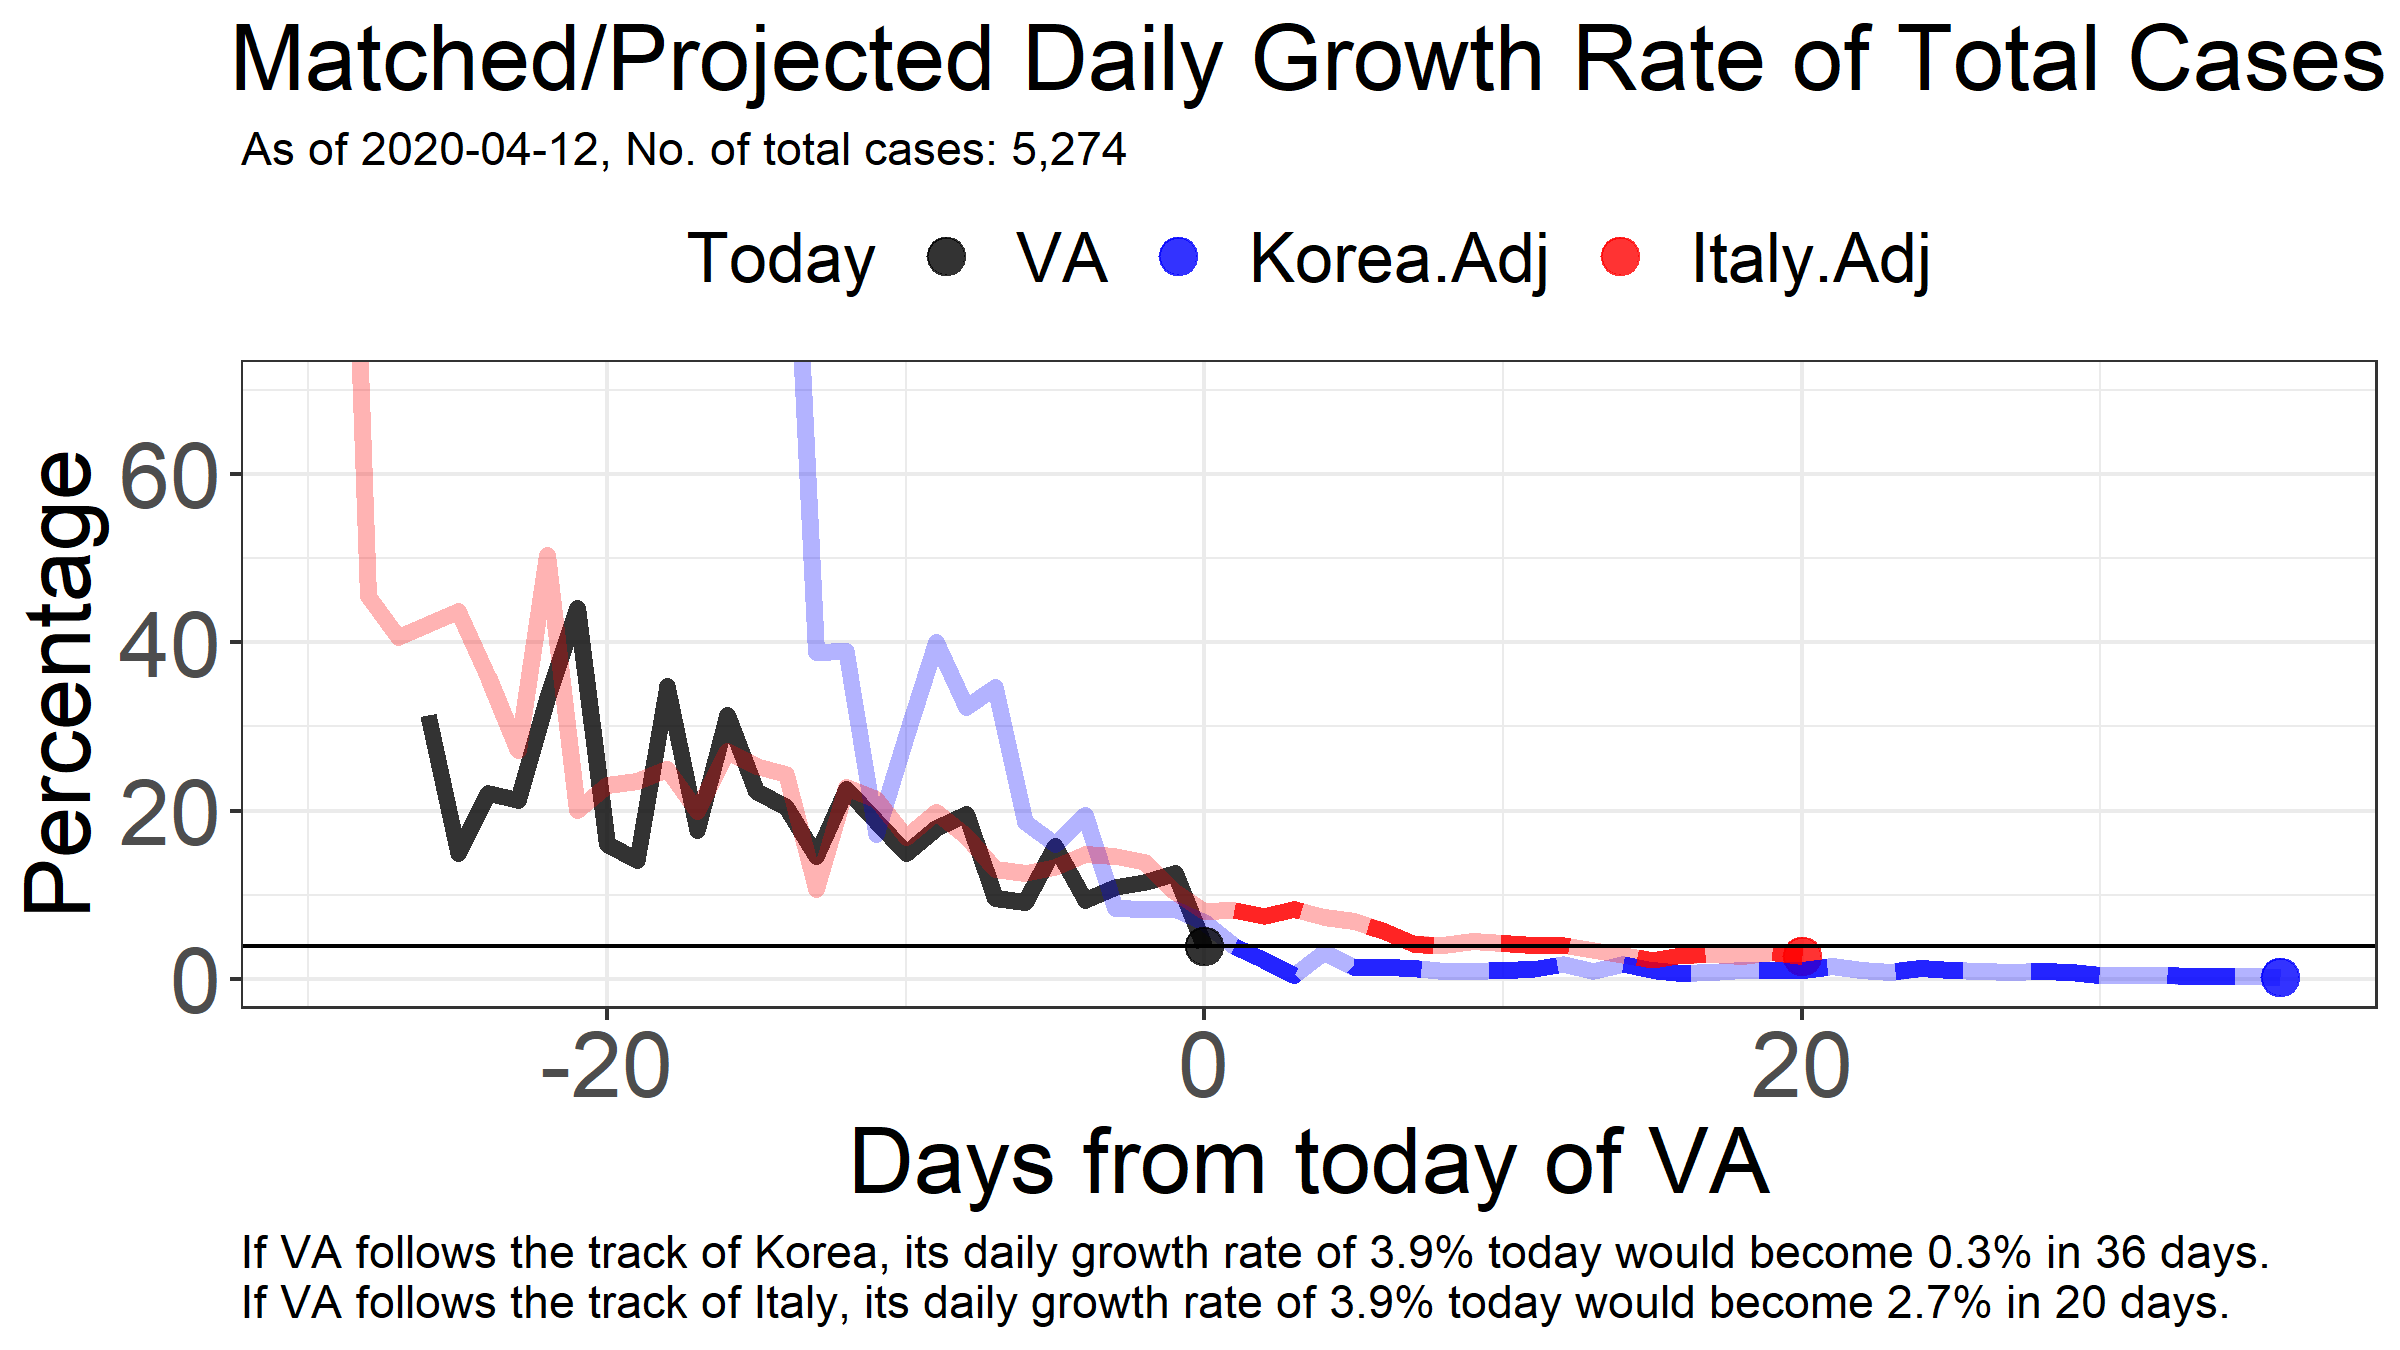 Matched/Projected Daily Growth Rate of Total Cases
As of 2020-04-12, No. of total cases: 5,274
Today VA Korea.Adj Italy.Adj
Percentage
60
40
20
0
-20 0 20
Days from today of VA
If VA follows the track of Korea, its daily growth rate of 3.9% today would become 0.3% in 36 days.
If VA follows the track of Italy, its daily growth rate of 3.9% today would become 2.7% in 20 days.